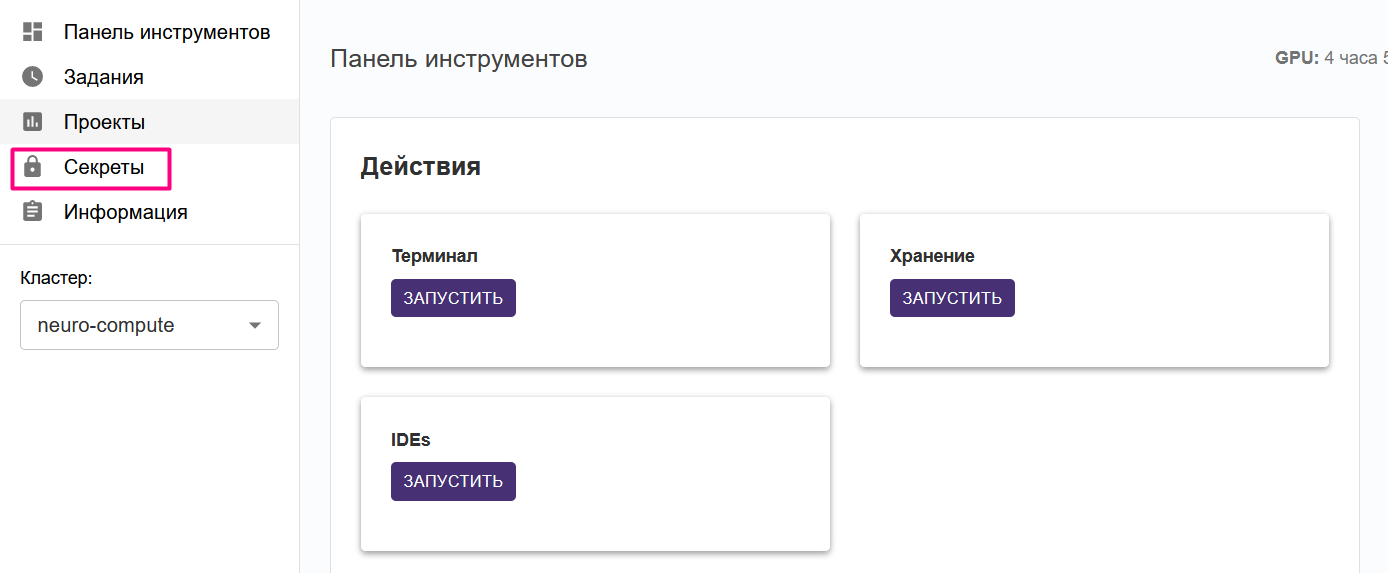 Панель инструментов
Задания
Проекты
Секреты
Информация
Кластер:
neuro-compute
Панель инструментов
GPU: 4 часа 5
Действия
Терминал
ЗАПУСТИТЬ
Хранение
ЗАПУСТИТЬ
IDEs
ЗАПУСТИТЬ